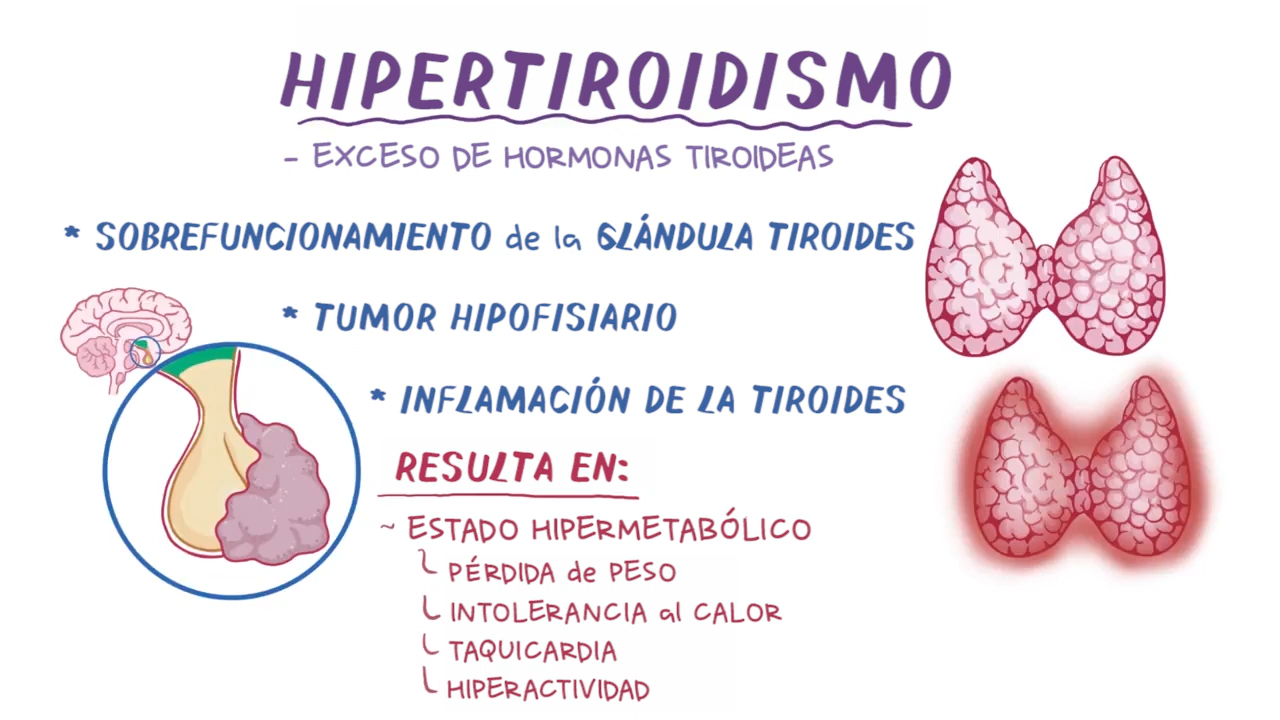 HIPERTIROIDISMO
- EXCESO DE HORMONAS TIROIDEAS
* SOBREFUNCIONAMIENTO de la GLÁNDULA TIROIDES
* TUMOR HIPOFISIARIO
* INFLAMACIÓN DE LA TIROIDES
RESULTA EN:
~ ESTADO HIPERMETABÓLICO
PÉRDIDA de PESO
INTOLERANCIA al CALOR
TAQUICARDIA
HIPERACTIVIDAD